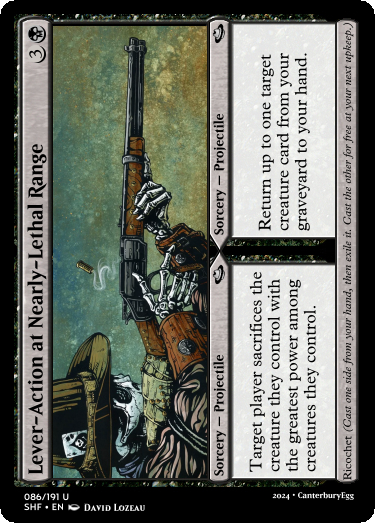 Lever-Action at Nearly-Lethal Range
3
Sorcery — Projectile
Target player sacrifices the
creature they control with
the greatest power among
creatures they control.
Sorcery — Projectile
Return up to one target
creature card from your
graveyard to your hand.
Ricochet (Cast one side from your hand, then exile it. Cast the other for free at your next upkeep.)
086/191 U
SHF • EN David Lozeau
2024 • CanterburyEgg